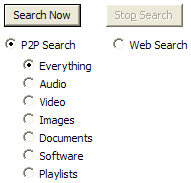 Search Now Stop Search
P2P Search Web Search
Everything
Audio
Video
Images
Documents
Software
Playlists